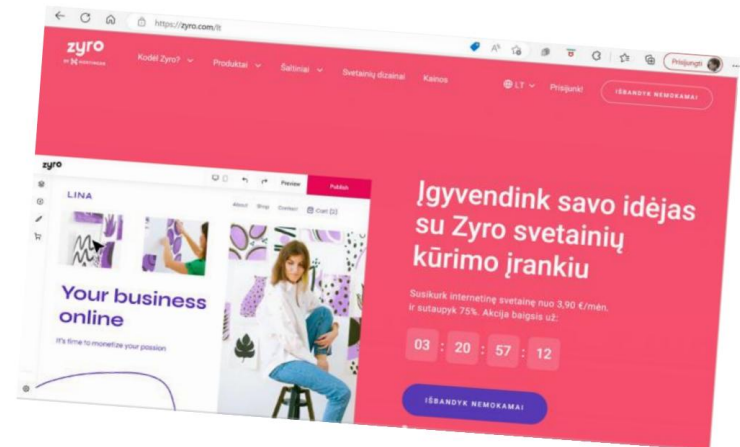 https://zyro.com/lt
Prisijungti
zyro
Kodėl Zyro?
Produktai
Šaltiniai
Svetainių dizainai
Kainos
LT
Prisijunk!
IŠBANDYK NEMOKAMAI
zyro
Preview
Publish
LINA
About
Shop
Contact
Cart (2)
Your business
online
It's time to monetize your passion
Įgyvendink savo idėjas
su Zyro svetainių
kūrimo įrankiu
Susikurk internetinę svetainę nuo 3,90 €/mėn.
ir sutaupyk 75%. Akcija baigsis už:
03 : 20 : 57 : 12
IŠBANDYK NEMOKAMAI